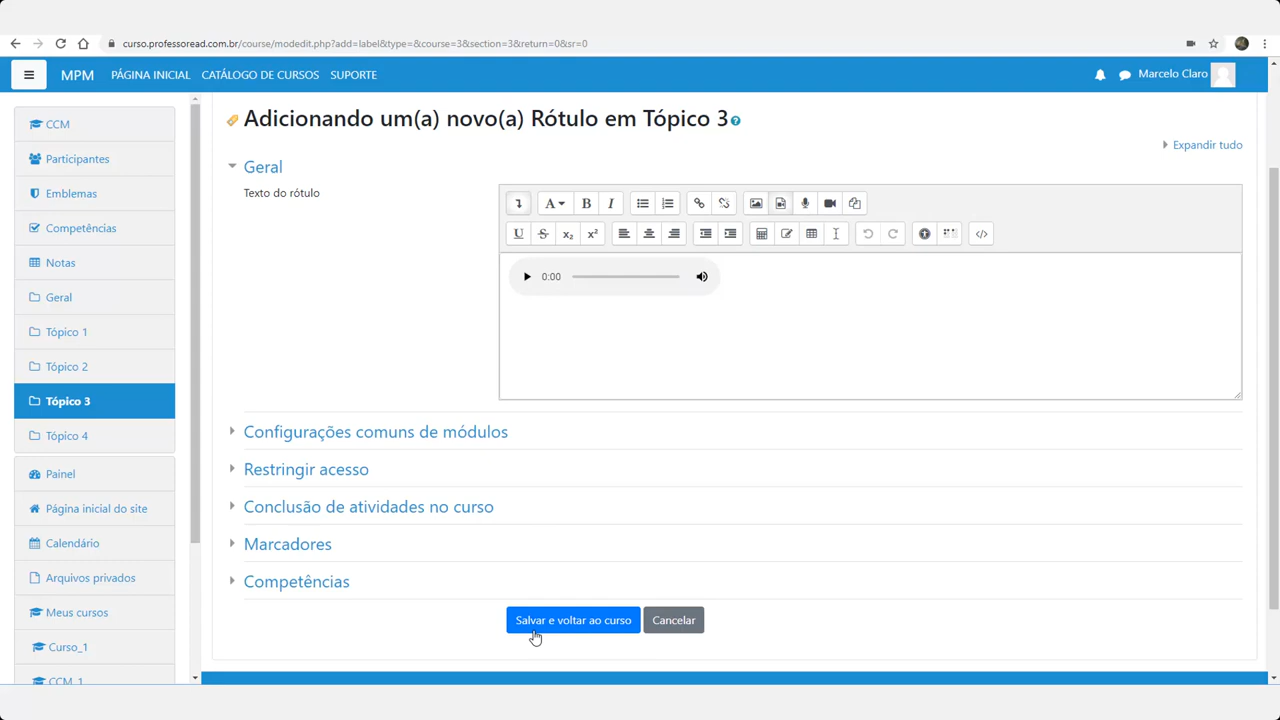 curso.professoread.com.br/course/modedit.php?add=label&type=&course=3&section=3&return=0&sr=0
MPM PÁGINA INICIAL CATÁLOGO DE CURSOS SUPORTE Marcelo Claro
CCM
Participantes
Emblemas
Competências
Notas
Geral
Tópico 1
Tópico 2
Tópico 3
Tópico 4
Painel
Página inicial do site
Calendário
Arquivos privados
Meus cursos
Curso_1
CCM_1
Adicionando um(a) novo(a) Rótulo em Tópico 3
Expandir tudo
Geral
Texto do rótulo
A B I
U S x₂ x²
0:00
Configurações comuns de módulos
Restringir acesso
Conclusão de atividades no curso
Marcadores
Competências
Salvar e voltar ao curso Cancelar